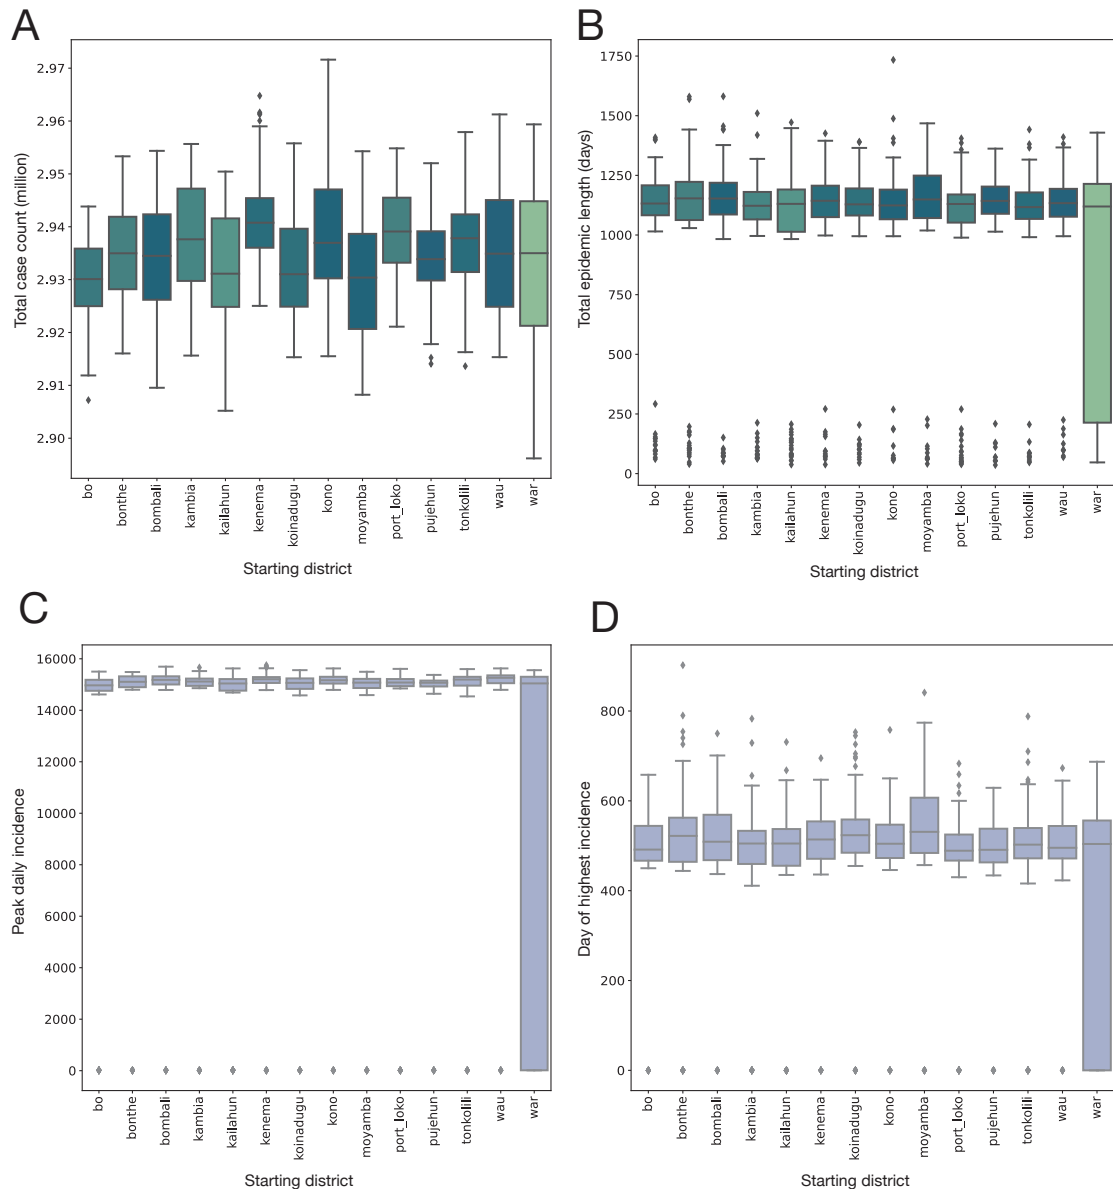 A
Total case count (million)
2.97
2.96
2.95
2.94
2.93
2.92
2.91
2.90
bo
bonthe
bombali
kambia
kailahun
kenema
koinadugu
kono
moyamba
port_loko
pujehun
tonkolili
wau
war
Starting district
B
Total epidemic length (days)
1750
1500
1250
1000
750
500
250
0
bo
bonthe
bombali
kambia
kailahun
kenema
koinadugu
kono
moyamba
port_loko
pujehun
tonkolili
wau
war
Starting district
C
Peak daily incidence
16000
14000
12000
10000
8000
6000
4000
2000
0
bo
bonthe
bombali
kambia
kailahun
kenema
koinadugu
kono
moyamba
port_loko
pujehun
tonkolili
wau
war
Starting district
D
Day of highest incidence
800
600
400
200
0
bo
bonthe
bombali
kambia
kailahun
kenema
koinadugu
kono
moyamba
port_loko
pujehun
tonkolili
wau
war
Starting district